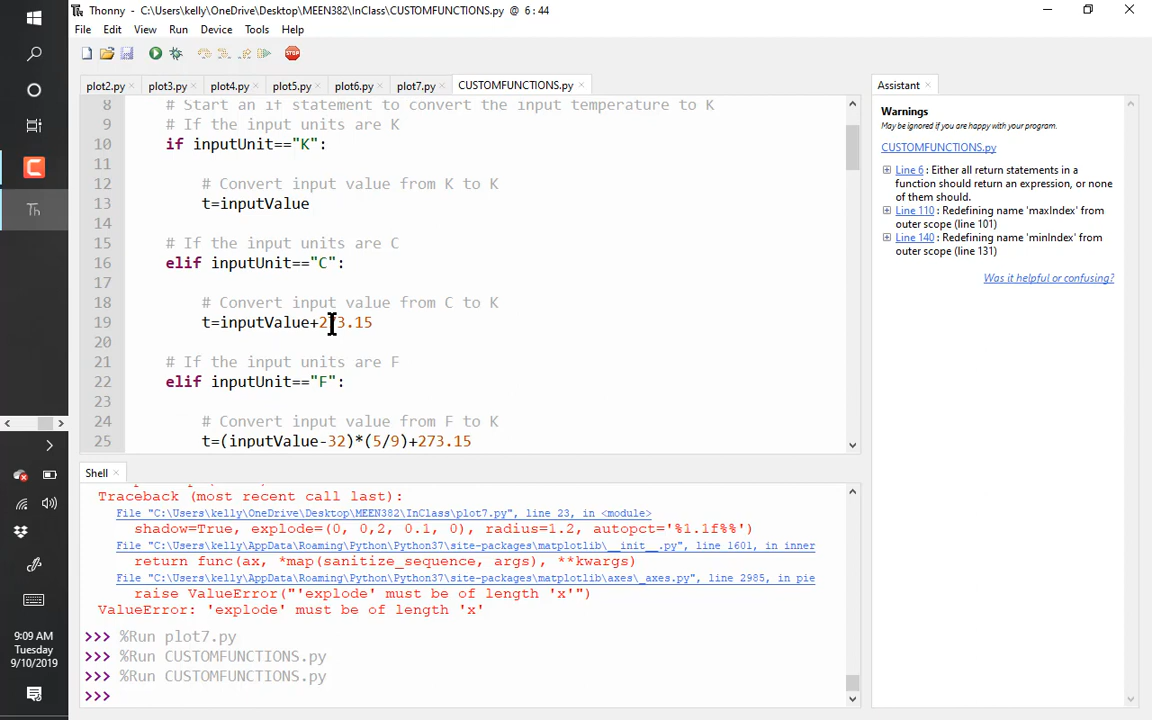 Thonny - C:\Users\kelly\OneDrive\Desktop\MEEN382\InClass\CUSTOMFUNCTIONS.py @ 6 : 44
File Edit View Run Device Tools Help
STOP
plot2.py × plot3.py × plot4.py × plot5.py × plot6.py × plot7.py × CUSTOMFUNCTIONS.py ×
8 # Start an if statement to convert the input temperature to K
9 # If the input units are K
10 if inputUnit=="K":
11
12 # Convert input value from K to K
13 t=inputValue
14
15 # If the input units are C
16 elif inputUnit=="C":
17
18 # Convert input value from C to K
19 t=inputValue+273.15
20
21 # If the input units are F
22 elif inputUnit=="F":
23
24 # Convert input value from F to K
25 t=(inputValue-32)*(5/9)+273.15
Assistant ×
Warnings
May be ignored if you are happy with your program.
CUSTOMFUNCTIONS.py
Line 6 : Either all return statements in a
function should return an expression, or none
of them should.
Line 110 : Redefining name 'maxIndex' from
outer scope (line 101)
Line 140 : Redefining name 'minIndex' from
outer scope (line 131)
Was it helpful or confusing?
Shell ×
Traceback (most recent call last):
File "C:\Users\kelly\OneDrive\Desktop\MEEN382\InClass\plot7.py", line 23, in <module>
shadow=True, explode=(0, 0,2, 0.1, 0), radius=1.2, autopct='%1.1f%%')
File "C:\Users\kelly\AppData\Roaming\Python\Python37\site-packages\matplotlib\__init__.py", line 1601, in inner
return func(ax, *map(sanitize_sequence, args), **kwargs)
File "C:\Users\kelly\AppData\Roaming\Python\Python37\site-packages\matplotlib\axes\_axes.py", line 2985, in pie
raise ValueError("'explode' must be of length 'x'")
ValueError: 'explode' must be of length 'x'
>>> %Run plot7.py
>>> %Run CUSTOMFUNCTIONS.py
>>> %Run CUSTOMFUNCTIONS.py
>>>
Th
9:09 AM
Tuesday
9/10/2019